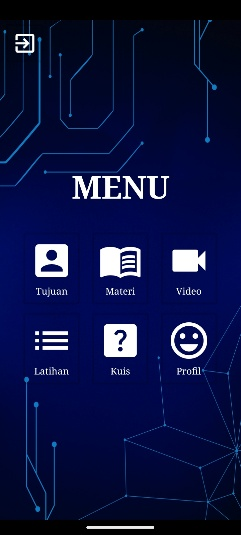 MENU
Tujuan Materi Video
Latihan Kuis Profil